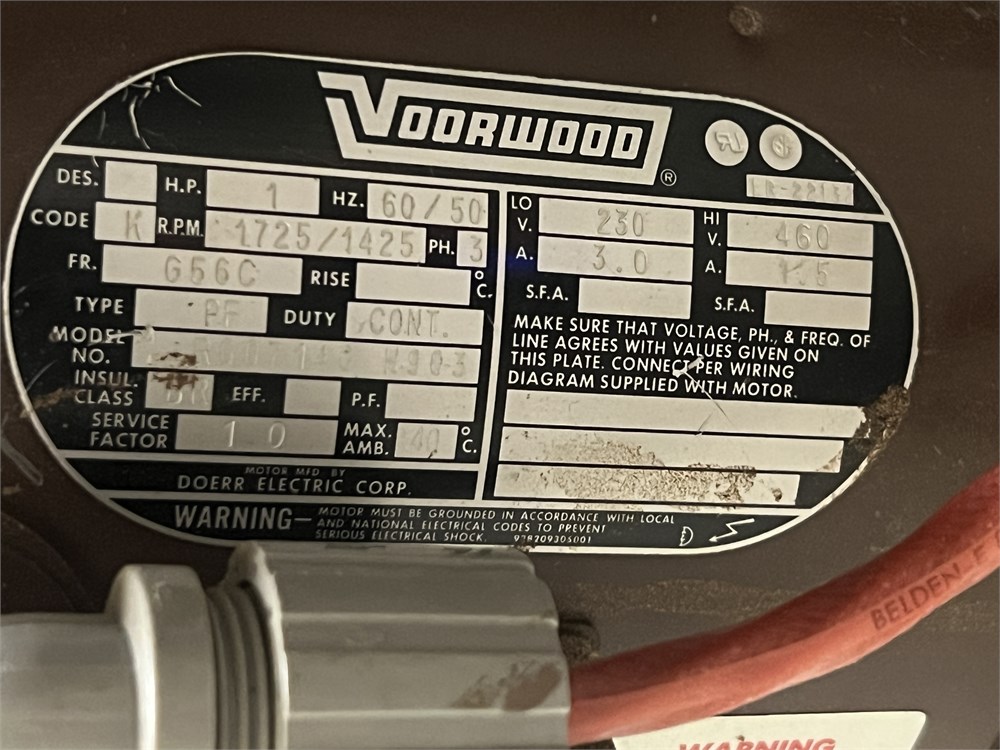 VOORWOOD ®
DES. H.P. 1 HZ. 60/50
CODE K R.P.M. 1725/1425 PH. 3
FR. G56C RISE °C.
TYPE PF DUTY CONT.
MODEL NO.
INSUL. CLASS EFF. P.F.
SERVICE FACTOR 1 0 MAX. AMB. 40 °C.
MOTOR MFD BY
DOERR ELECTRIC CORP.
LO V. 230 HI V. 460
A. 3.0 A. 1.5
S.F.A. S.F.A.
MAKE SURE THAT VOLTAGE, PH., & FREQ. OF
LINE AGREES WITH VALUES GIVEN ON
THIS PLATE. CONNECT PER WIRING
DIAGRAM SUPPLIED WITH MOTOR.
WARNING— MOTOR MUST BE GROUNDED IN ACCORDANCE WITH LOCAL
AND NATIONAL ELECTRICAL CODES TO PREVENT
SERIOUS ELECTRICAL SHOCK.
BELDEN-E
WARNING